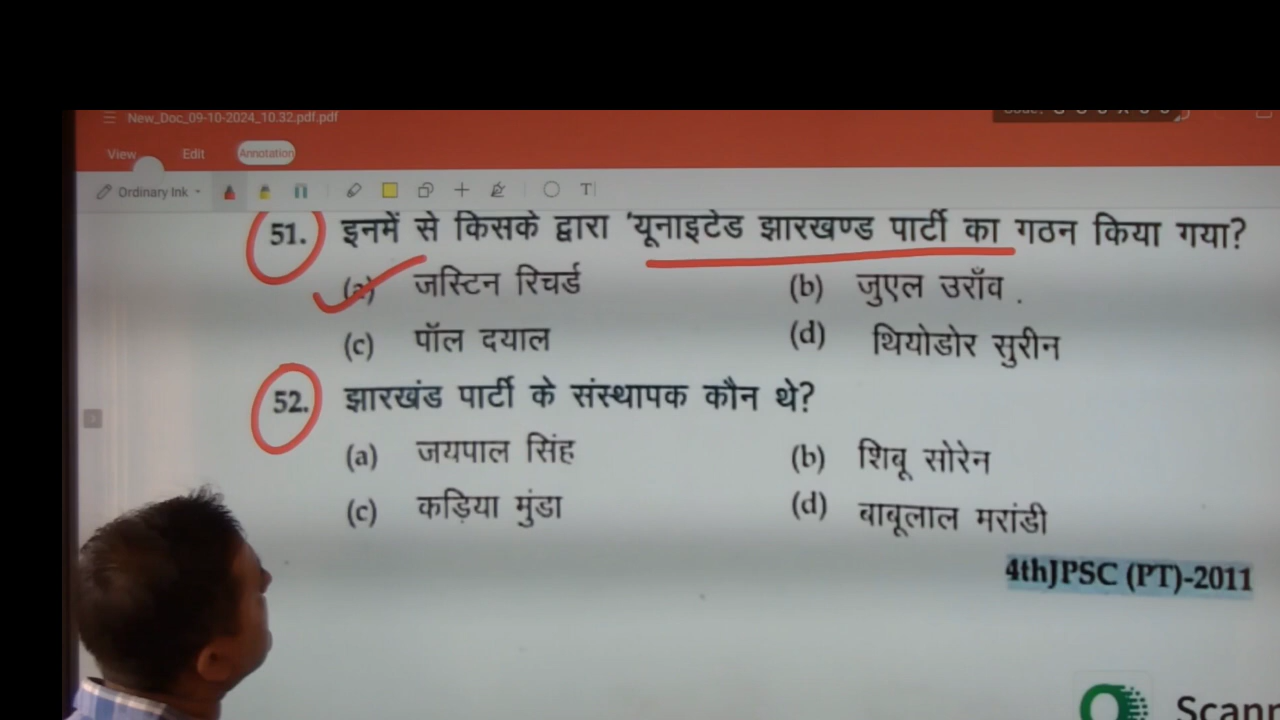 New_Doc_09-10-2024_10.32.pdf.pdf
View Edit Annotation
Ordinary Ink T
51. इनमें से किसके द्वारा 'यूनाइटेड झारखण्ड पार्टी का गठन किया गया?
(a) जस्टिन रिचर्ड (b) जुएल उराँव .
(c) पॉल दयाल (d) थियोडोर सुरीन
52. झारखंड पार्टी के संस्थापक कौन थे?
(a) जयपाल सिंह (b) शिबू सोरेन
(c) कड़िया मुंडा (d) बाबूलाल मरांडी
4thJPSC (PT)-2011